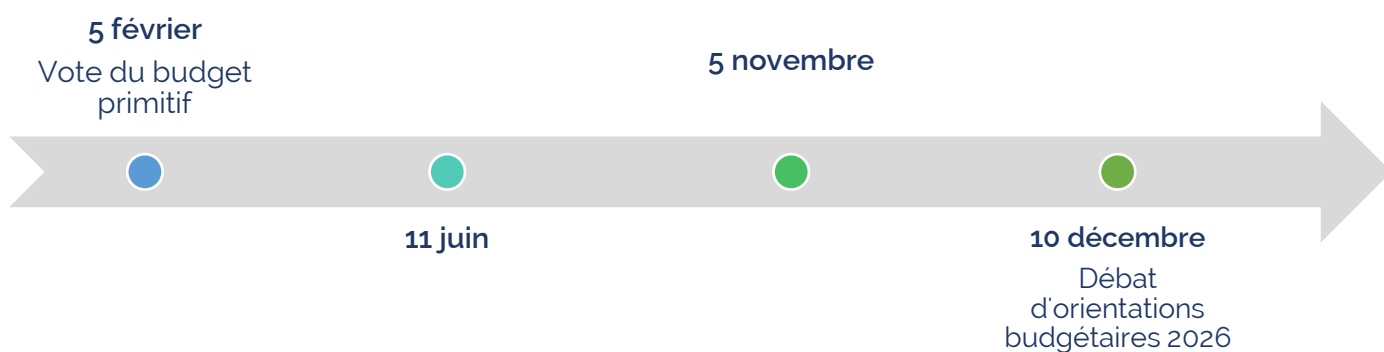 5 février
Vote du budget
primitif
11 juin
5 novembre
10 décembre
Débat
d'orientations
budgétaires 2026